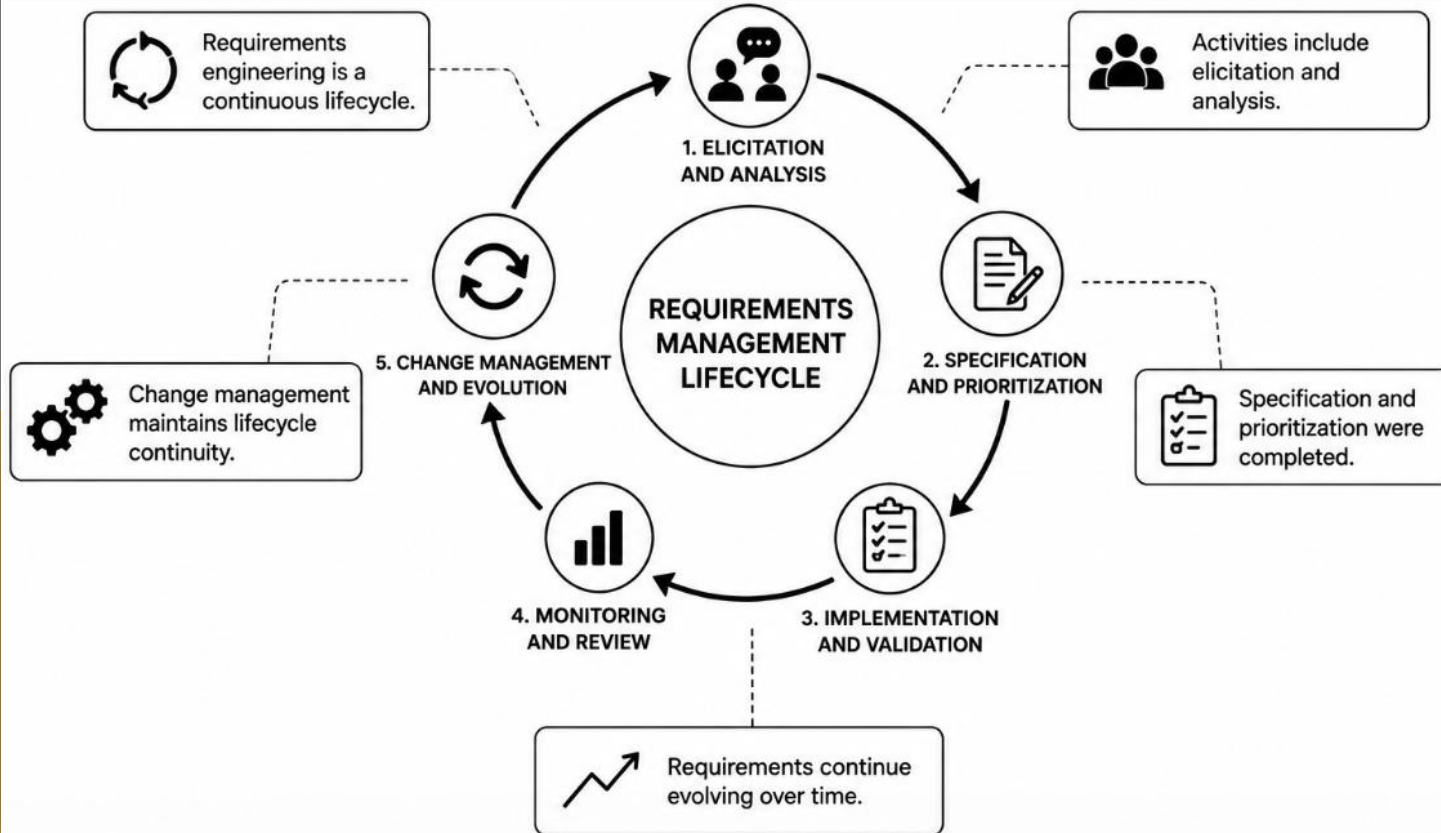 Requirements
engineering is a
continuous lifecycle.
Activities include
elicitation and
analysis.
1. ELICITATION
AND ANALYSIS
REQUIREMENTS
MANAGEMENT
LIFECYCLE
2. SPECIFICATION
AND PRIORITIZATION
Specification and
prioritization were
completed.
3. IMPLEMENTATION
AND VALIDATION
4. MONITORING
AND REVIEW
5. CHANGE MANAGEMENT
AND EVOLUTION
Change management
maintains lifecycle
continuity.
Requirements continue
evolving over time.